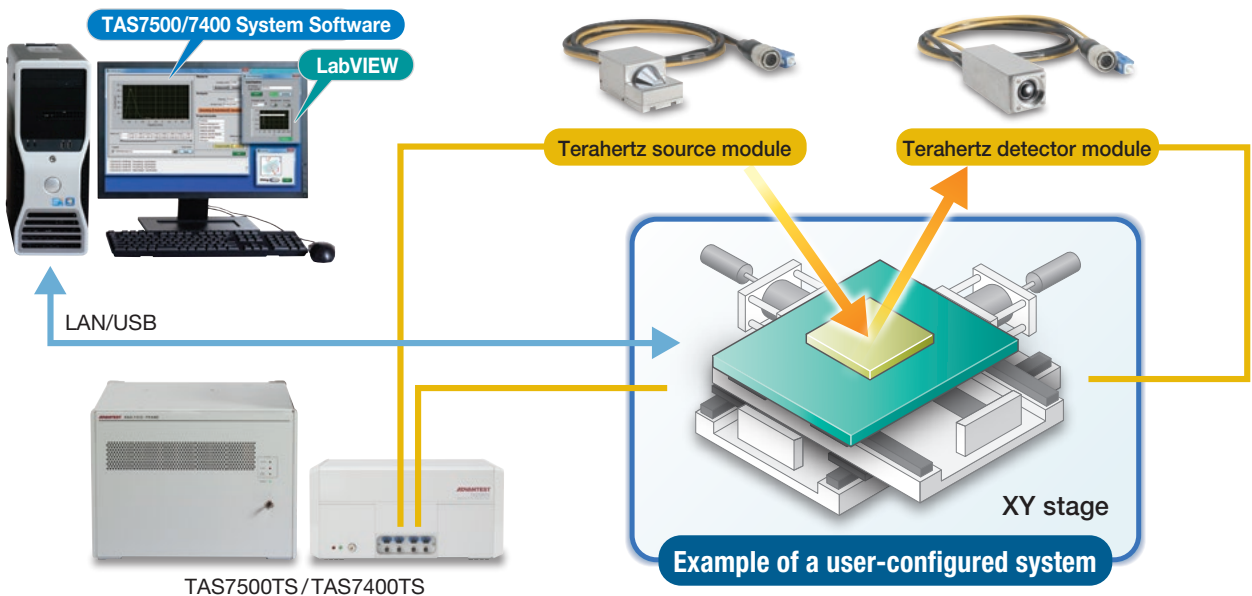 TAS7500/7400 System Software
LabVIEW
Terahertz source module
Terahertz detector module
LAN/USB
ADVANTEST
ADVANTEST
XY stage
Example of a user-configured system
TAS7500TS/TAS7400TS